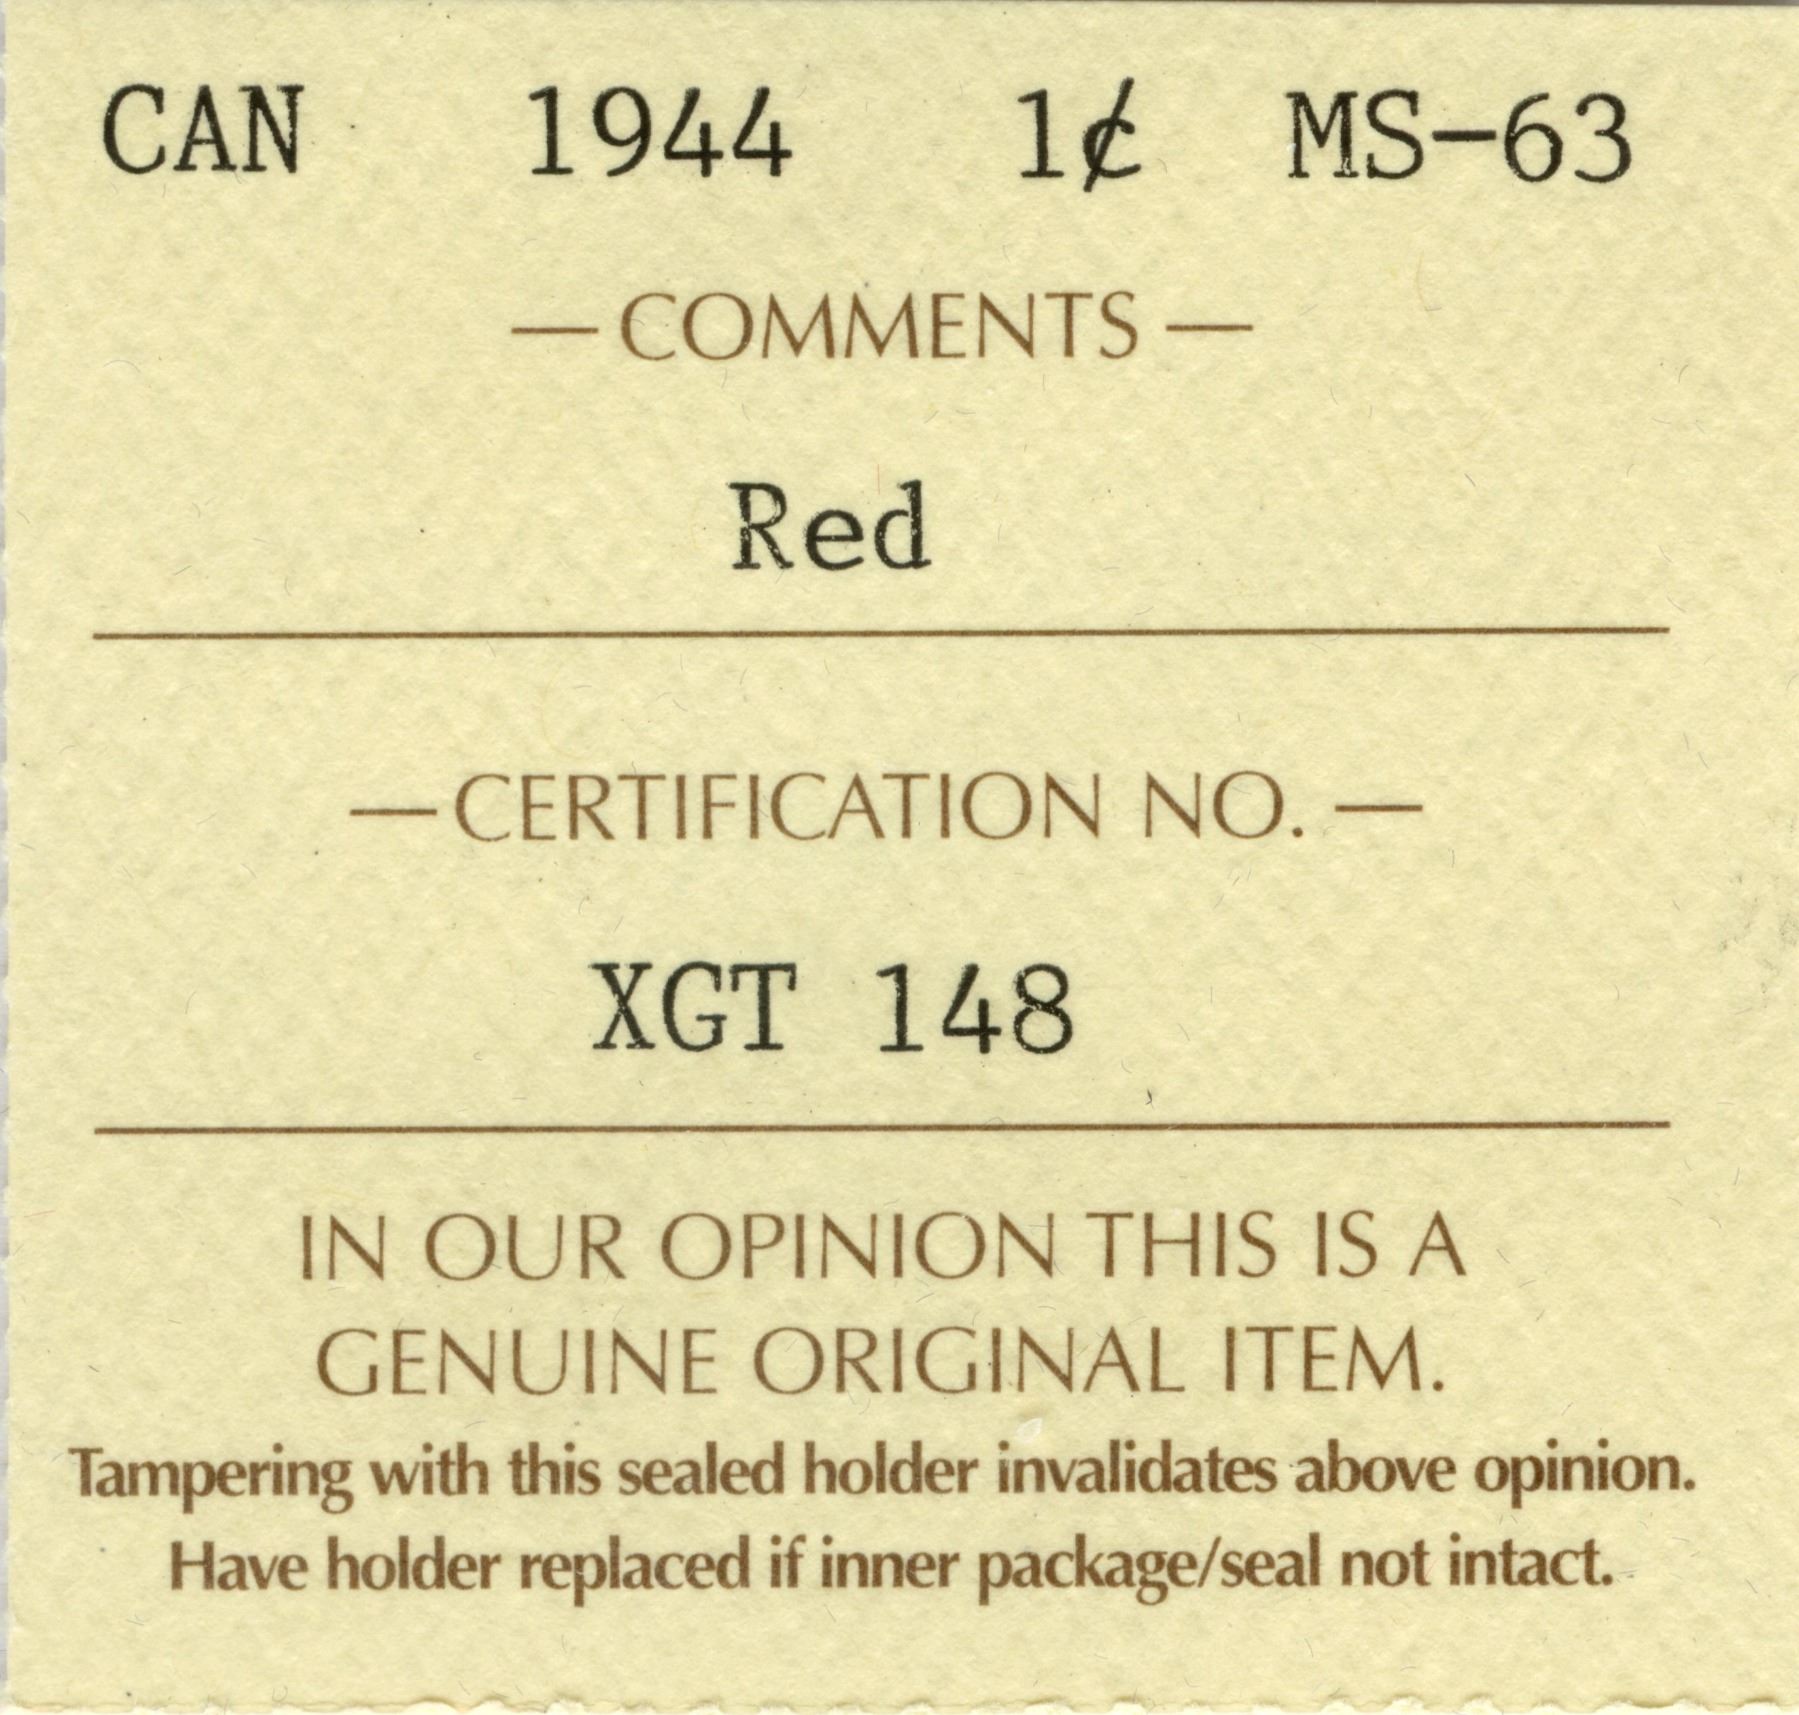 CAN 1944 1¢ MS-63
— COMMENTS —
Red
— CERTIFICATION NO. —
XGT 148
IN OUR OPINION THIS IS A
GENUINE ORIGINAL ITEM.
Tampering with this sealed holder invalidates above opinion.
Have holder replaced if inner package/seal not intact.